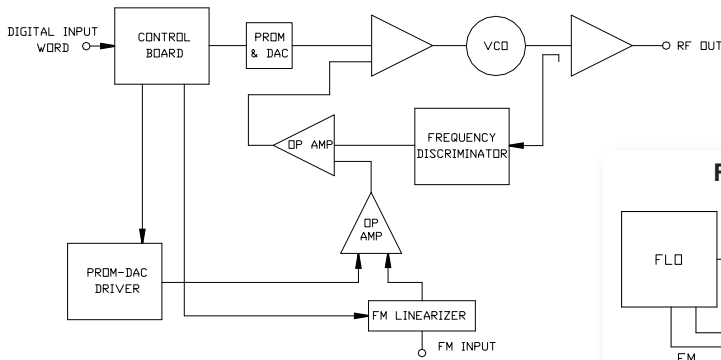 DIGITAL INPUT
WORD
CONTROL
BOARD
PROM
& DAC
VCO
RF OUT
OP AMP
FREQUENCY
DISCRIMINATOR
OP
AMP
PROM-DAC
DRIVER
FM LINEARIZER
FM INPUT
FLO
FM